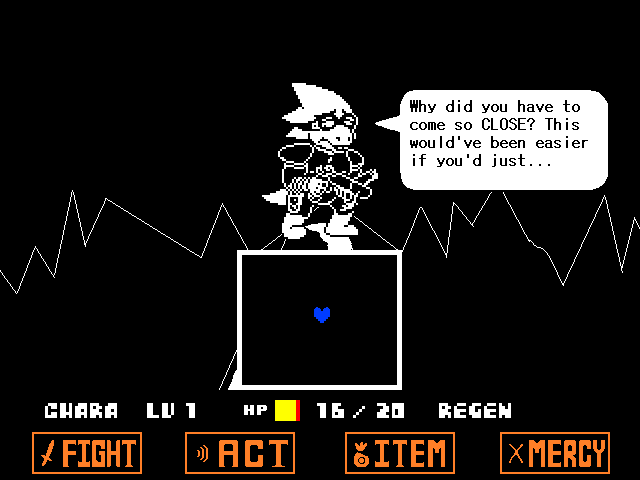 Why did you have to
come so CLOSE? This
would've been easier
if you'd just...
CHARA LV 1 HP 16 / 20 REGEN
FIGHT ACT ITEM MERCY